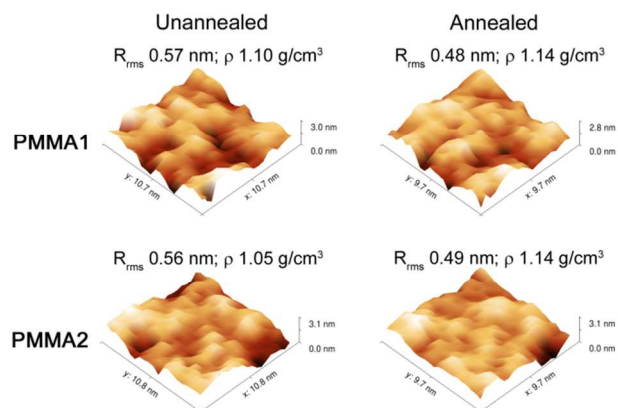 Unannealed Annealed
R_rms 0.57 nm; ρ 1.10 g/cm³ R_rms 0.48 nm; ρ 1.14 g/cm³
PMMA1
3.0 nm
0.0 nm
y: 10.7 nm x: 10.7 nm
2.8 nm
0.0 nm
y: 9.7 nm x: 9.7 nm
R_rms 0.56 nm; ρ 1.05 g/cm³ R_rms 0.49 nm; ρ 1.14 g/cm³
PMMA2
3.1 nm
0.0 nm
y: 10.8 nm x: 10.8 nm
3.1 nm
0.0 nm
y: 9.7 nm x: 9.7 nm